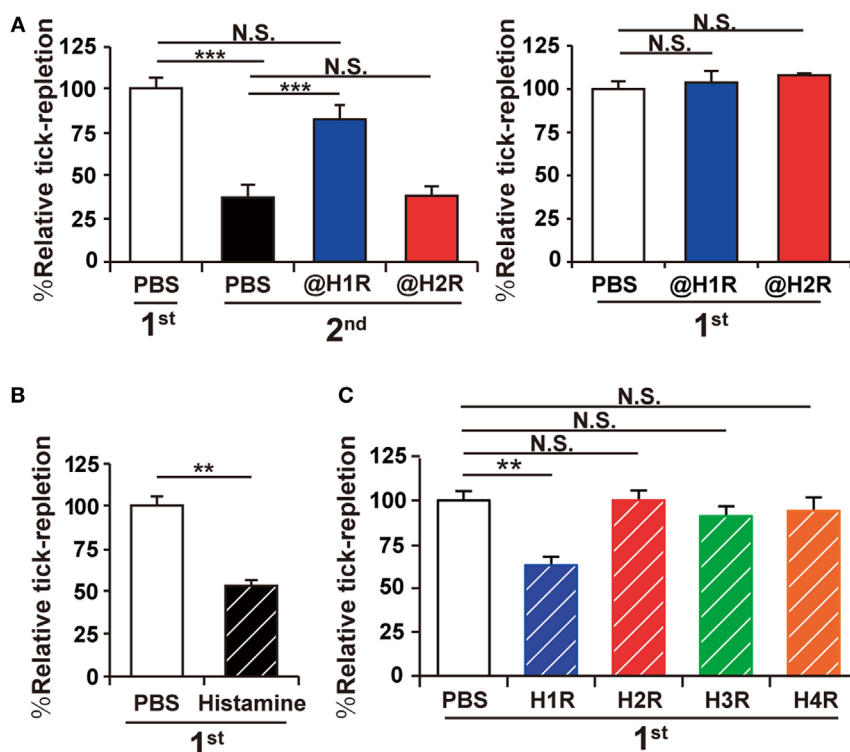 A
%Relative tick-repletion
125
100
75
50
25
0
N.S.
***
N.S.
***
PBS
PBS
@H1R
@H2R
1st
2nd
%Relative tick-repletion
125
100
75
50
25
0
N.S.
N.S.
PBS
@H1R
@H2R
1st
B
%Relative tick-repletion
125
100
75
50
25
0
**
PBS
Histamine
1st
C
%Relative tick-repletion
125
100
75
50
25
0
N.S.
N.S.
N.S.
**
PBS
H1R
H2R
H3R
H4R
1st